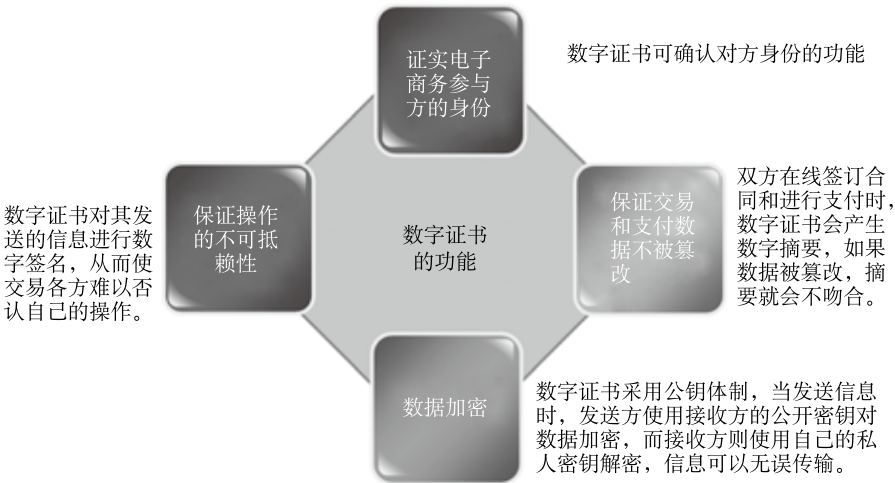 证实电子
商务参与
方的身份
数字证书可确认对方身份的功能
保证操作
的不可抵
赖性
数字证书对其发
送的信息进行数
字签名，从而使
交易各方难以否
认自己的操作。
数字证书
的功能
保证交易
和支付数
据不被篡
改
双方在线签订合
同和进行支付时，
数字证书会产生
数字摘要，如果
数据被篡改，摘
要就会不吻合。
数据加密
数字证书采用公钥体制，当发送信息
时，发送方使用接收方的公开密钥对
数据加密，而接收方则使用自己的私
人密钥解密，信息可以无误传输。